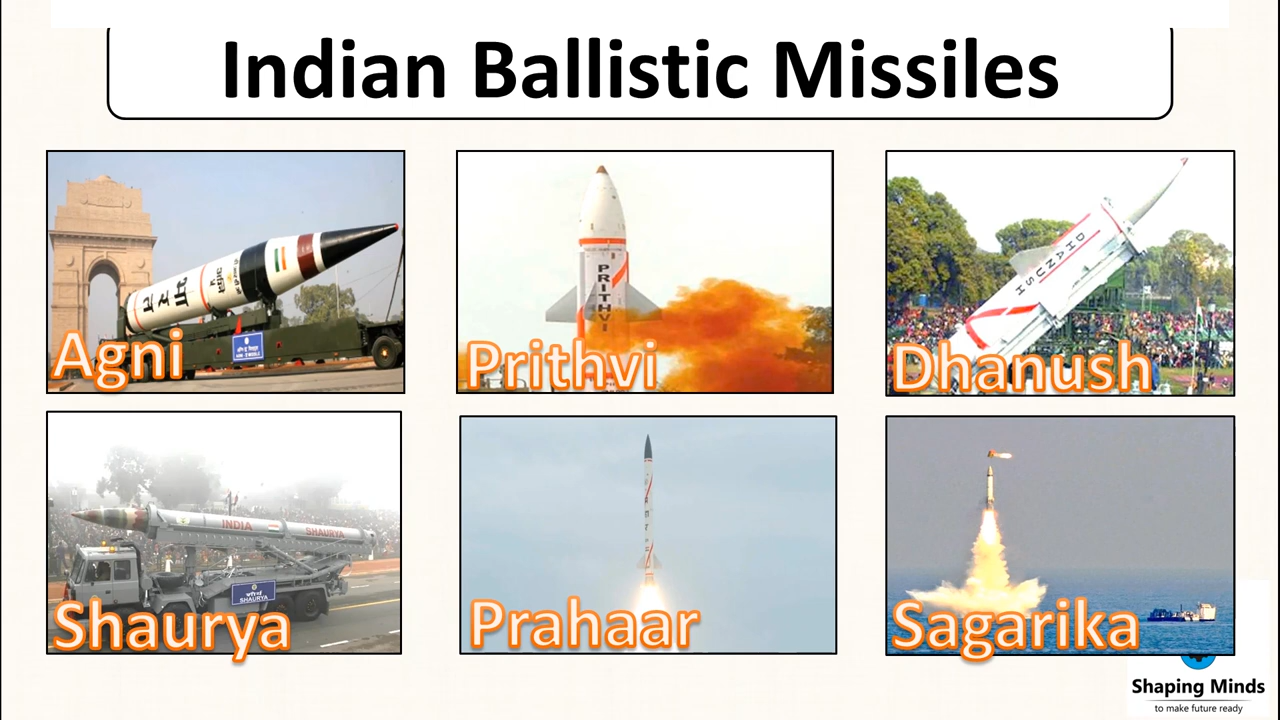 Indian Ballistic Missiles
Agni
PRITHVI
Prithvi
DHANUSH
Dhanush
INDIA
SHAURYA
SHAURYA
Shaurya
Prahaar
Sagarika
Shaping Minds
to make future ready